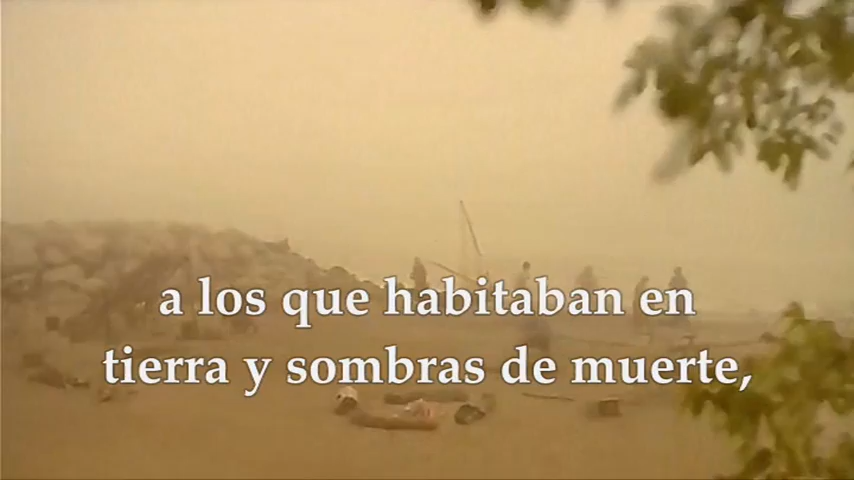 a los que habitaban en
tierra y sombras de muerte,